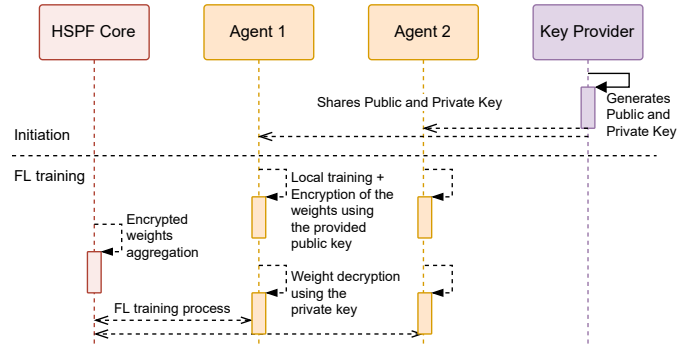 HSPF Core
Agent 1
Agent 2
Key Provider
Shares Public and Private Key
Generates
Public and
Private Key
Initiation
FL training
Local training +
Encryption of the
weights using
the provided
public key
Encrypted
weights
aggregation
Weight decryption
using the
private key
FL training process